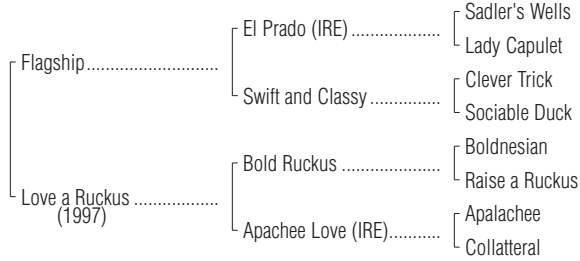 Sadler's Wells
El Prado (IRE) ...................
Lady Capulet
Flagship............................
Clever Trick
Swift and Classy ...............
Sociable Duck
Boldnesian
Bold Ruckus .....................
Raise a Ruckus
Love a Ruckus ..................
(1997)
Apalachee
Apachee Love (IRE)...........
Collatteral